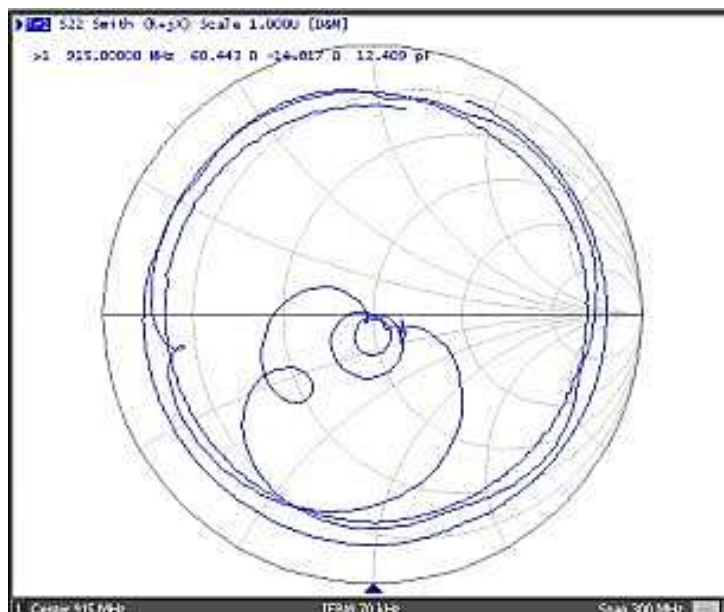 S22 Smith (R+jX) Scale 1.000U [D&M]
>1 915.00000 MHz 60.443 Ω -14.017 Ω 12.409 pF
1 Center 915 MHz IFBW 70 kHz Span 300 MHz